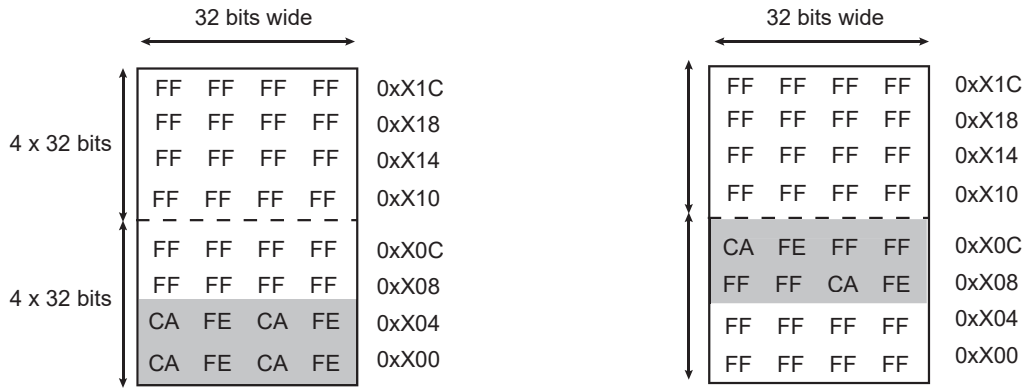 32 bits wide
FF FF FF FF 0xX1C
FF FF FF FF 0xX18
4 x 32 bits
FF FF FF FF 0xX14
FF FF FF FF 0xX10
FF FF FF FF 0xX0C
FF FF FF FF 0xX08
4 x 32 bits
CA FE CA FE 0xX04
CA FE CA FE 0xX00
32 bits wide
FF FF FF FF 0xX1C
FF FF FF FF 0xX18
FF FF FF FF 0xX14
FF FF FF FF 0xX10
CA FE FF FF 0xX0C
FF FF CA FE 0xX08
FF FF FF FF 0xX04
FF FF FF FF 0xX00